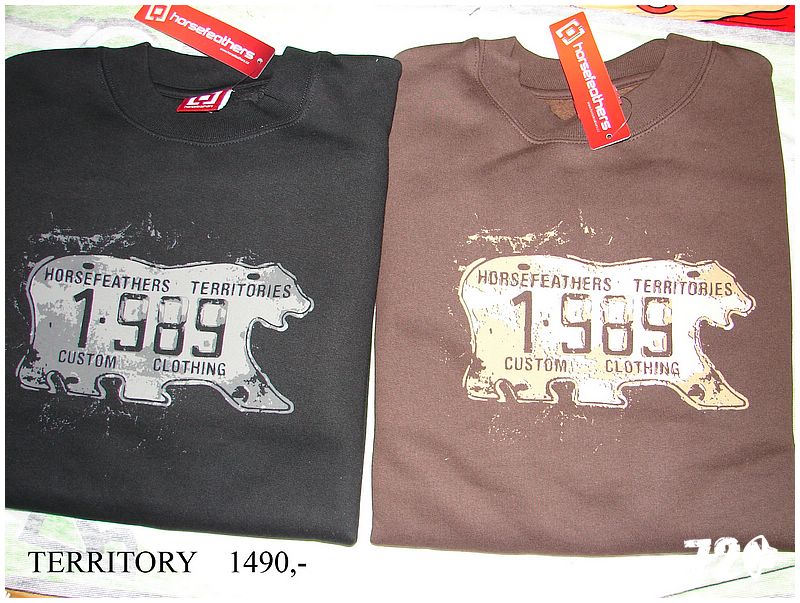 horsefeathers
horsefeathers
HORSEFEATHERS TERRITORIES
1·989
CUSTOM CLOTHING
HORSEFEATHERS TERRITORIES
1·989
CUSTOM CLOTHING
TERRITORY 1490,-